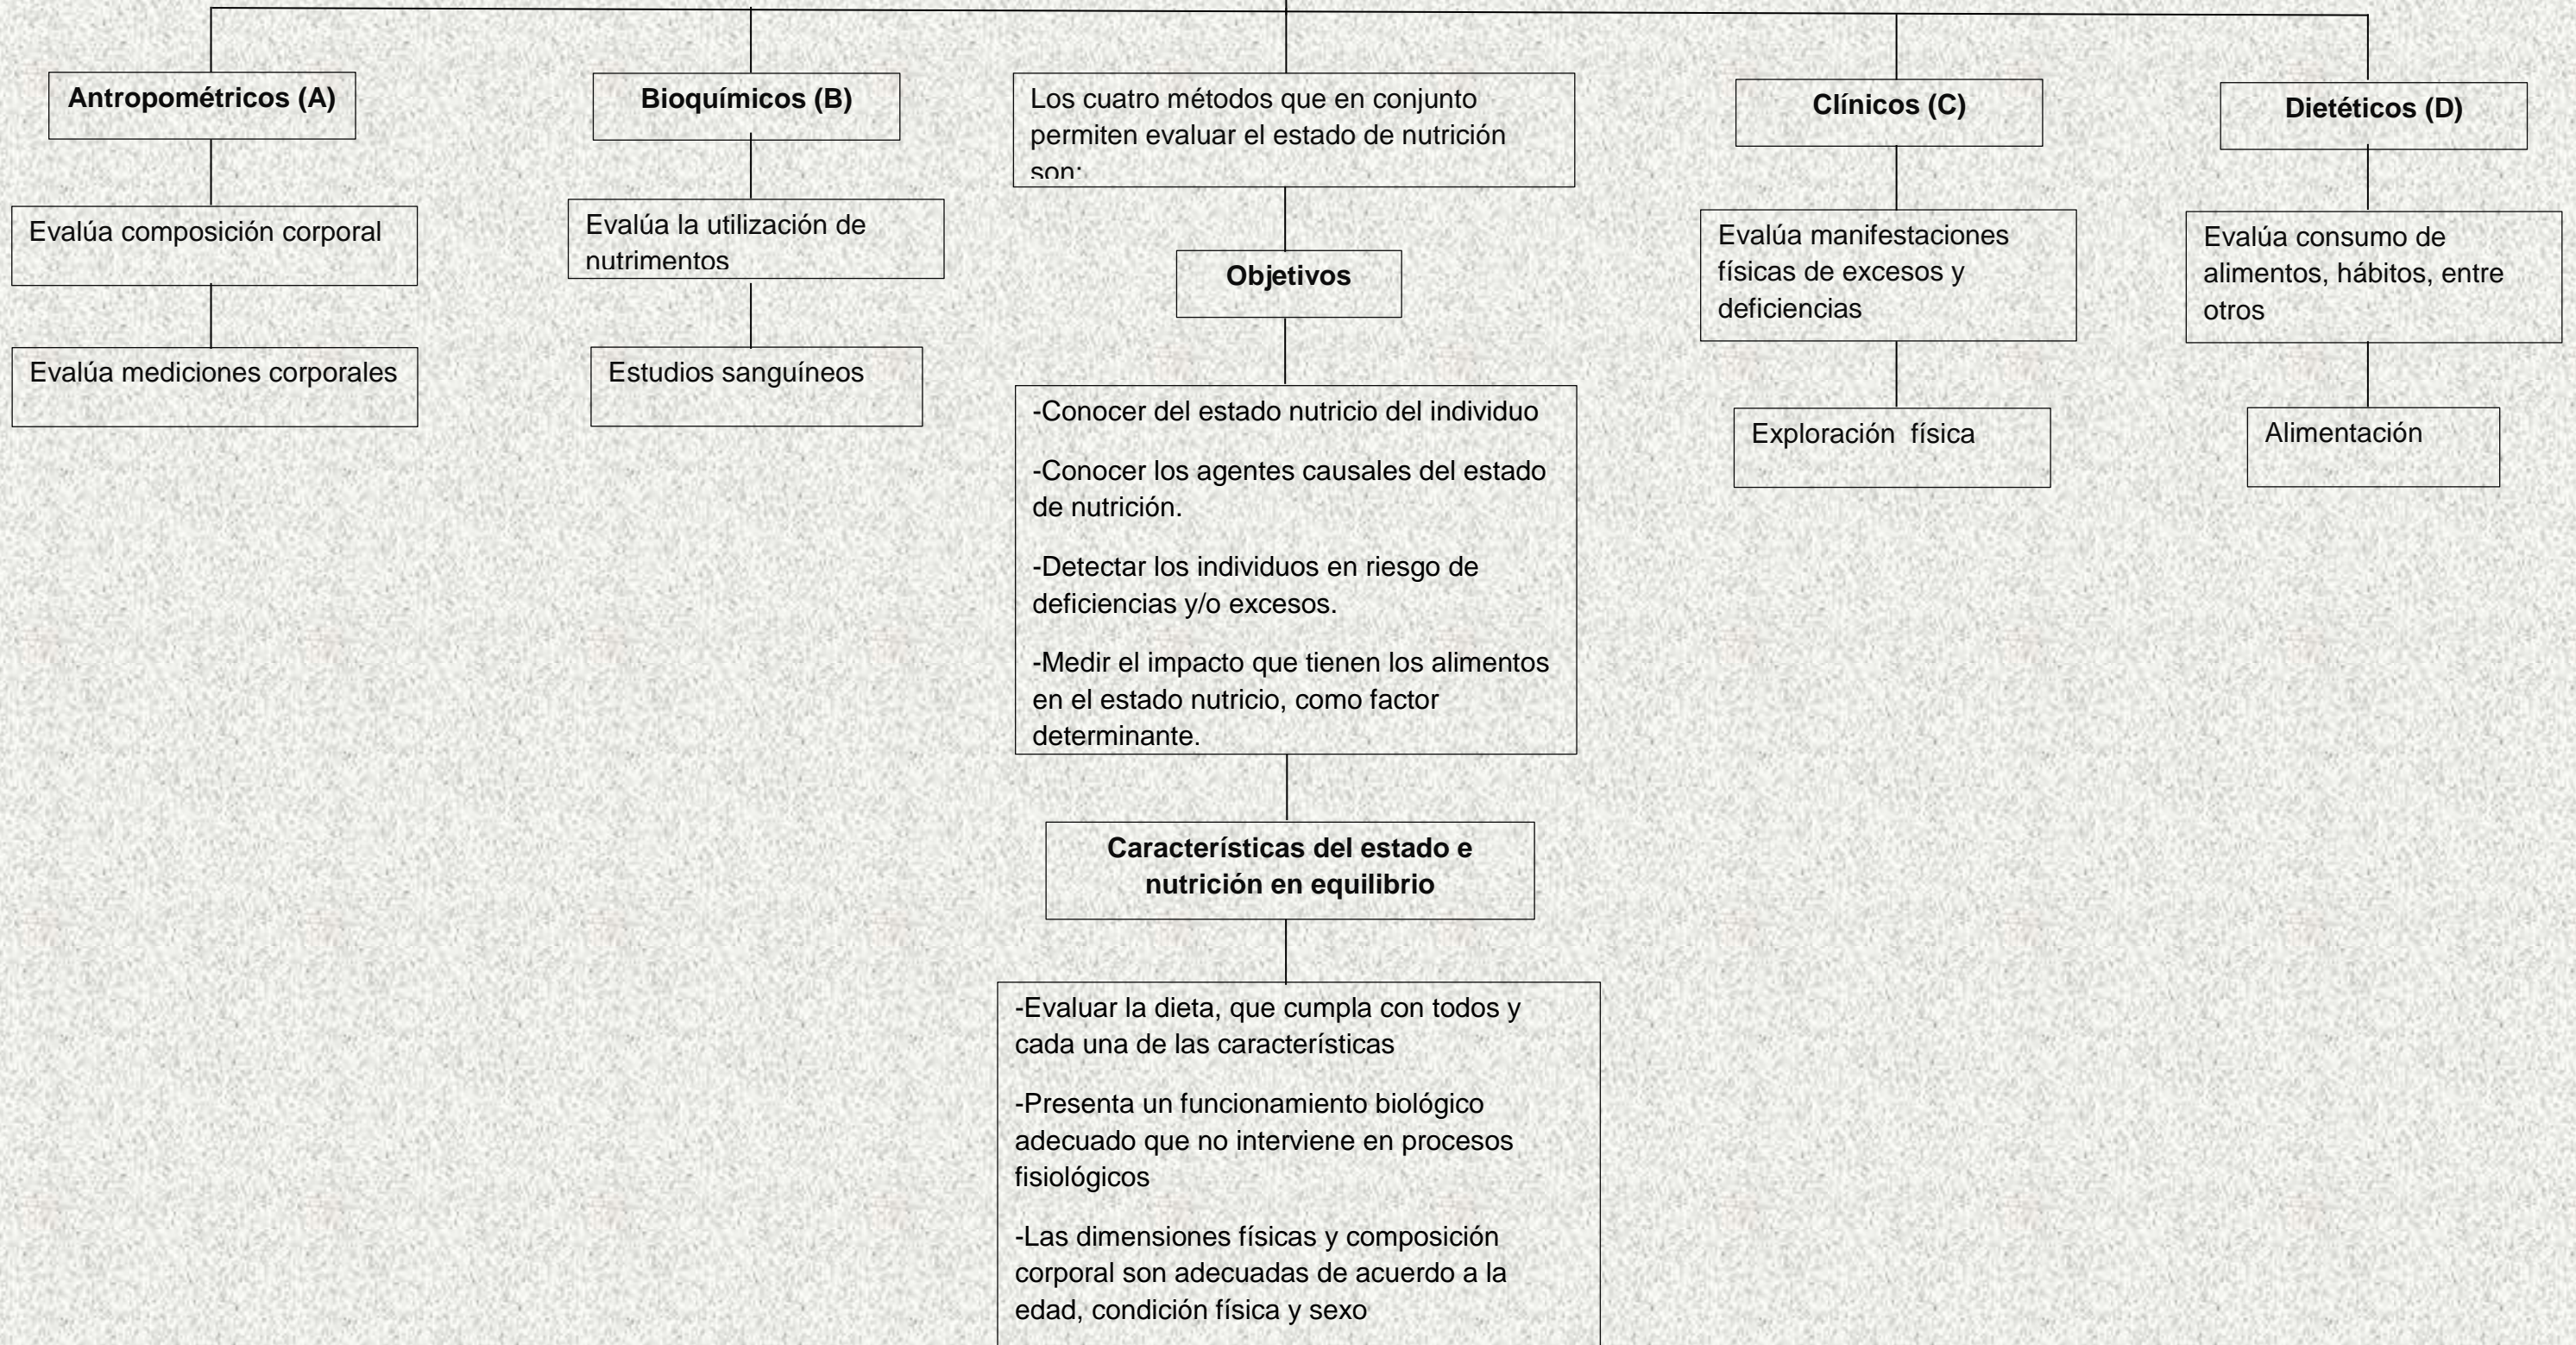 Antropométricos (A)
Evalúa composición corporal
Evalúa mediciones corporales
Bioquímicos (B)
Evalúa la utilización de
nutrimentos
Estudios sanguíneos
Los cuatro métodos que en conjunto
permiten evaluar el estado de nutrición
son:
Objetivos
-Conocer del estado nutricio del individuo
-Conocer los agentes causales del estado
de nutrición.
-Detectar los individuos en riesgo de
deficiencias y/o excesos.
-Medir el impacto que tienen los alimentos
en el estado nutricio, como factor
determinante.
Características del estado e
nutrición en equilibrio
-Evaluar la dieta, que cumpla con todos y
cada una de las características
-Presenta un funcionamiento biológico
adecuado que no interviene en procesos
fisiológicos
-Las dimensiones físicas y composición
corporal son adecuadas de acuerdo a la
edad, condición física y sexo
Clínicos (C)
Evalúa manifestaciones
físicas de excesos y
deficiencias
Exploración  física
Dietéticos (D)
Evalúa consumo de
alimentos, hábitos, entre
otros
Alimentación